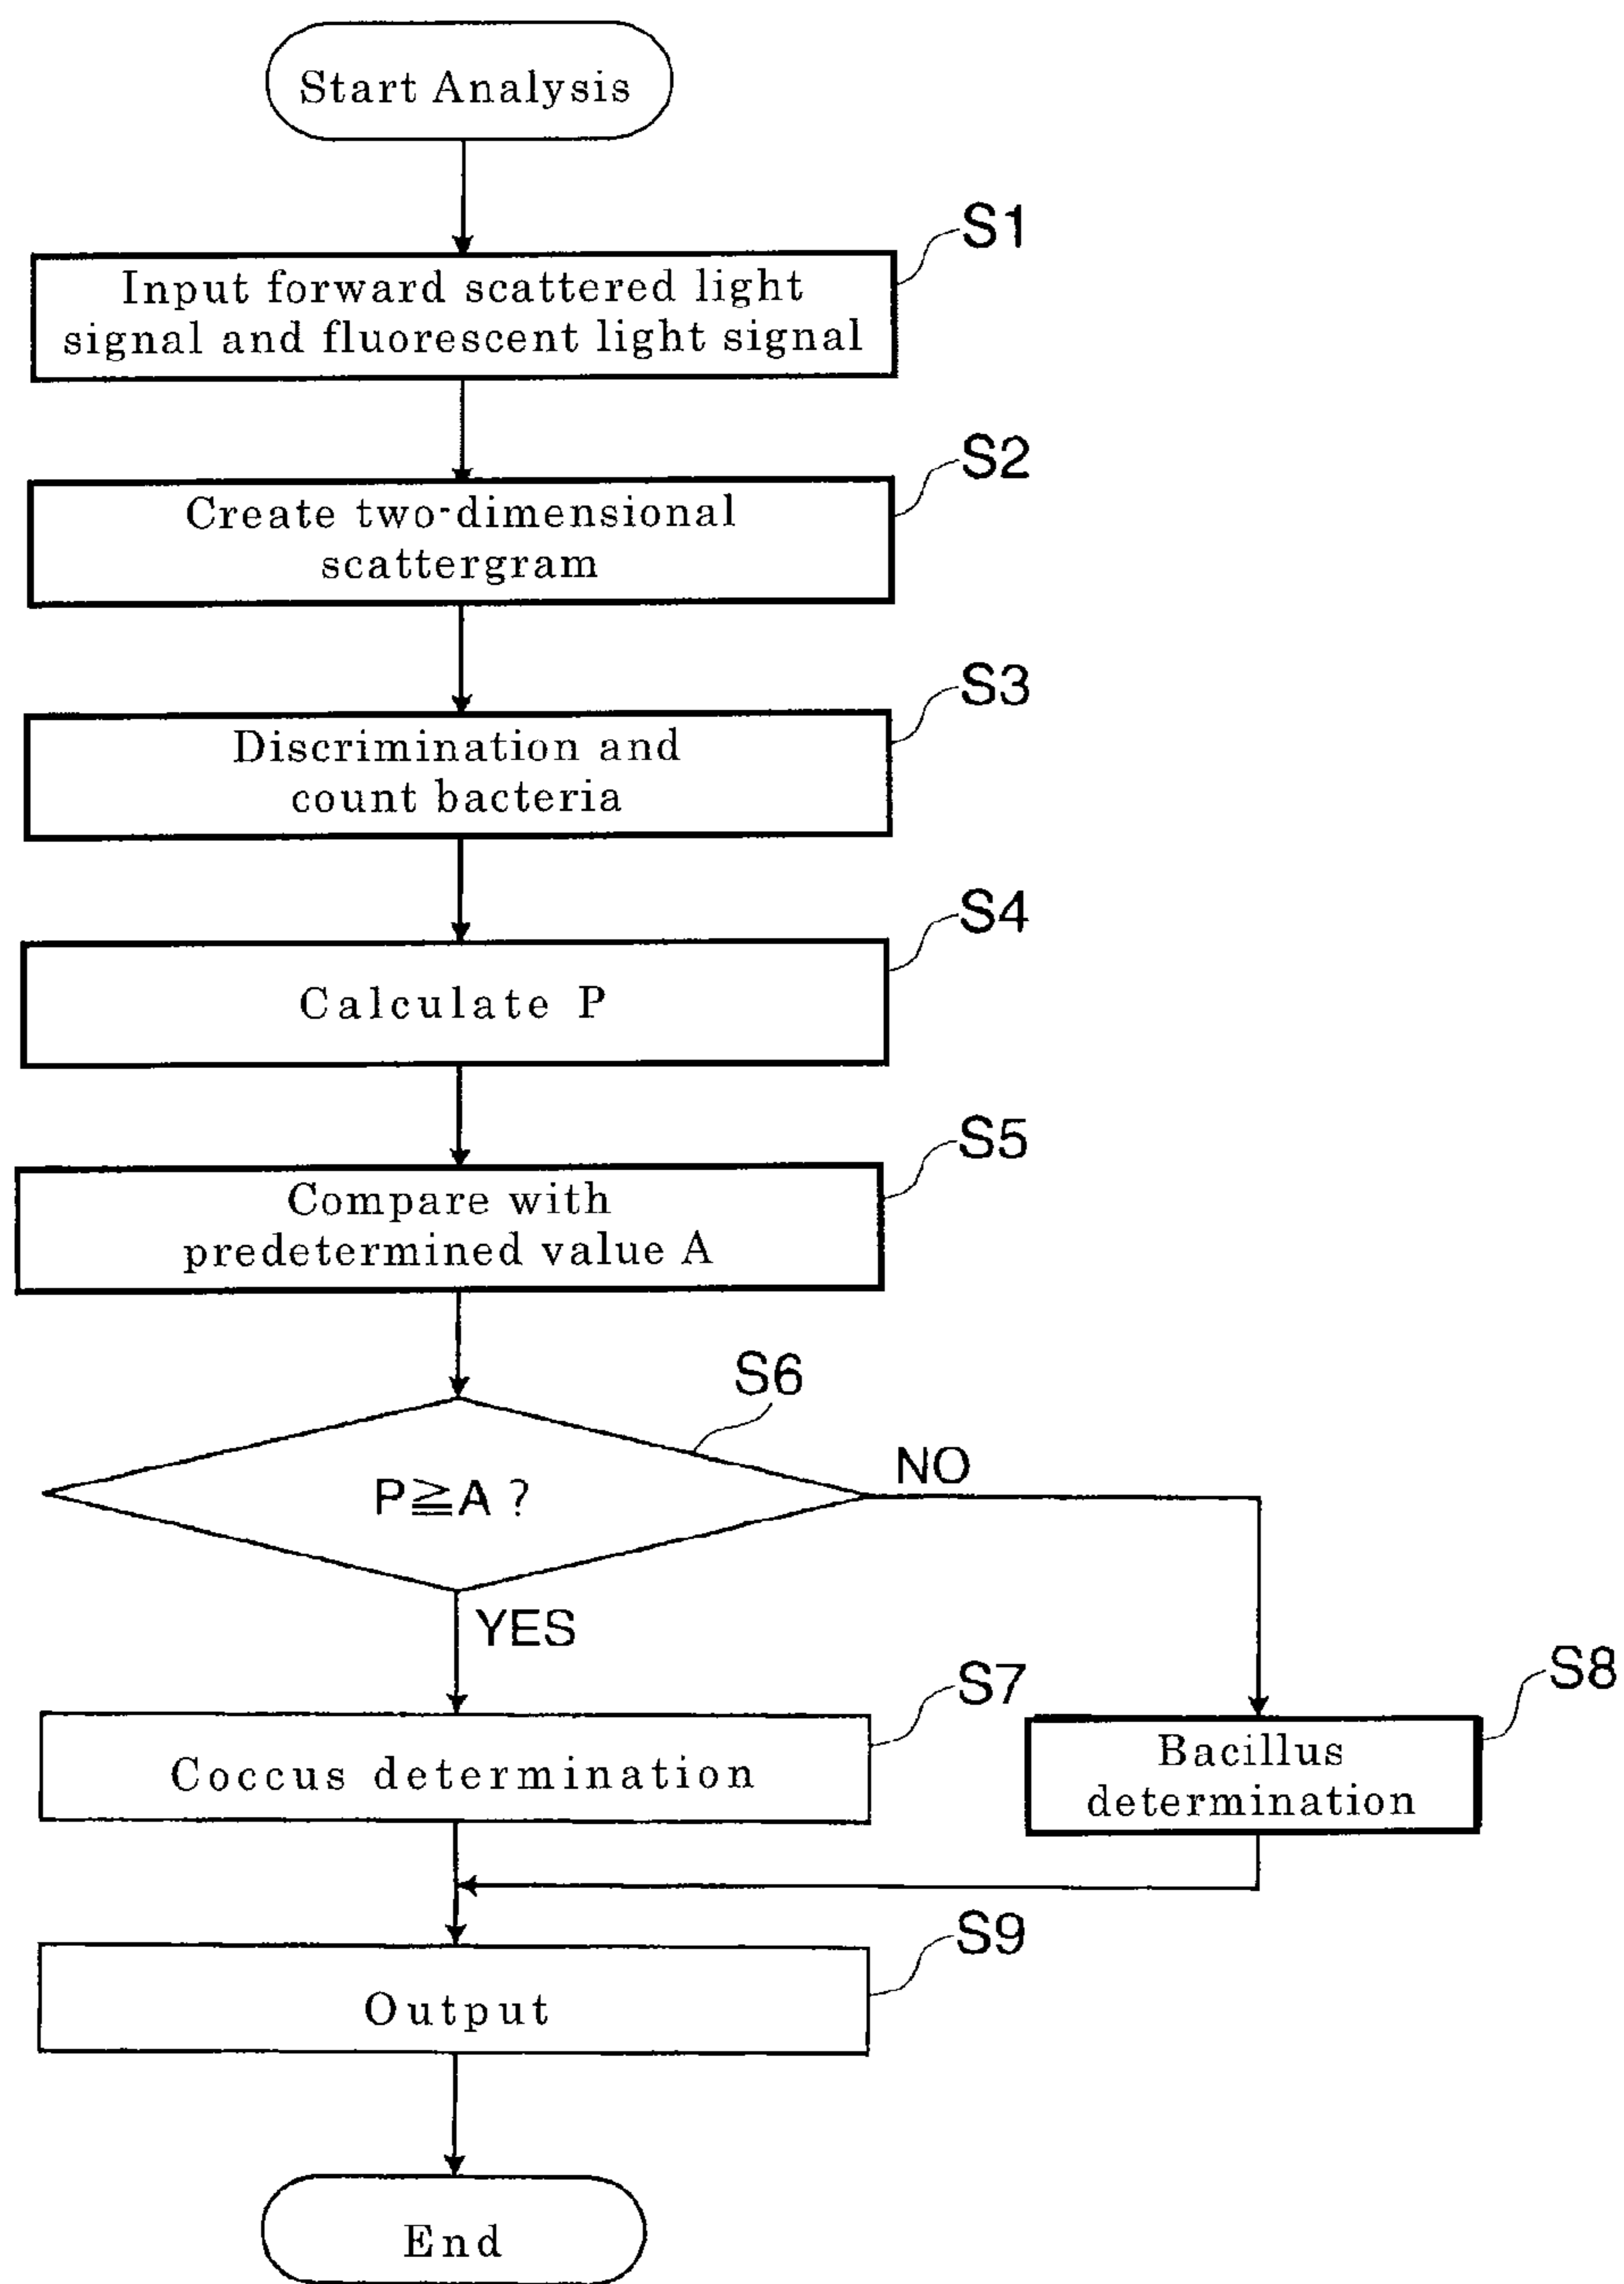 Start Analysis
S1
Input forward scattered light
signal and fluorescent light signal
S2
Create two-dimensional
scattergram
S3
Discrimination and
count bacteria
S4
Calculate P
S5
Compare with
predetermined value A
S6
P≧A ?
NO
YES
S7
Coccus determination
S8
Bacillus
determination
S9
Output
End